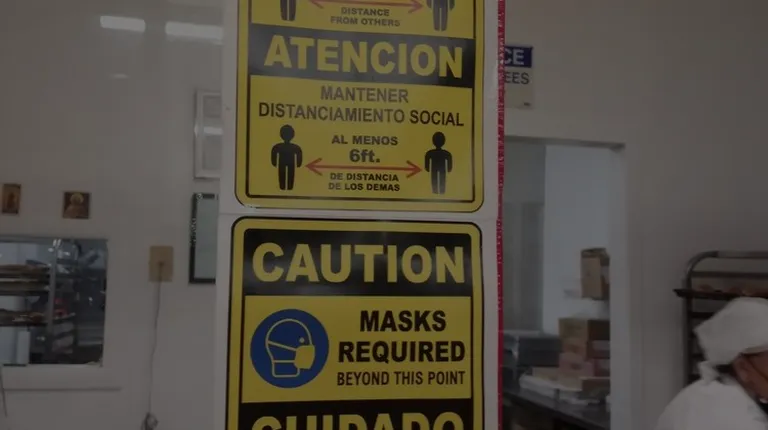 DISTANCE
FROM OTHERS
ATENCION
MANTENER
DISTANCIAMIENTO SOCIAL
AL MENOS
6ft.
DE DISTANCIA
DE LOS DEMAS
CAUTION
MASKS
REQUIRED
BEYOND THIS POINT
CUIDADO
CE
EES